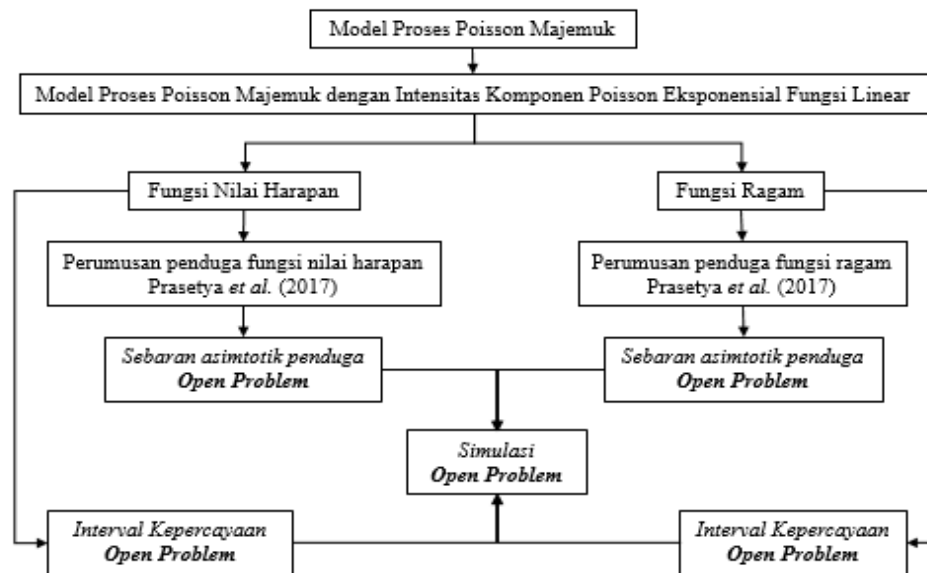 Model Proses Poisson Majemuk
Model Proses Poisson Majemuk dengan Intensitas Komponen Poisson Eksponensial Fungsi Linear
Fungsi Nilai Harapan
Fungsi Ragam
Perumusan penduga fungsi nilai harapan
Prasetya et al. (2017)
Perumusan penduga fungsi ragam
Prasetya et al. (2017)
Sebaran asimtotik penduga
Open Problem
Sebaran asimtotik penduga
Open Problem
Simulasi
Open Problem
Interval Kepercayaan
Open Problem
Interval Kepercayaan
Open Problem